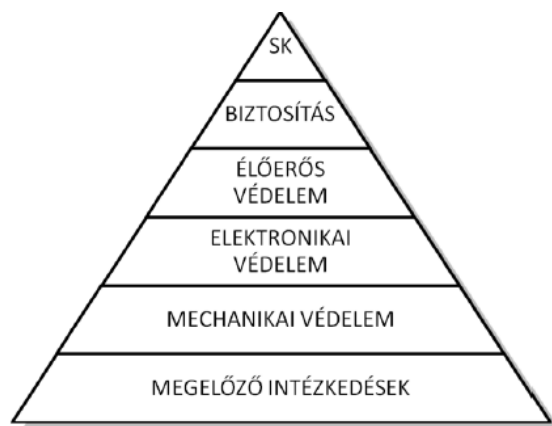 SK
BIZTOSÍTÁS
ÉLŐERŐS
VÉDELEM
ELEKTRONIKAI
VÉDELEM
MECHANIKAI VÉDELEM
MEGELŐZŐ INTÉZKEDÉSEK